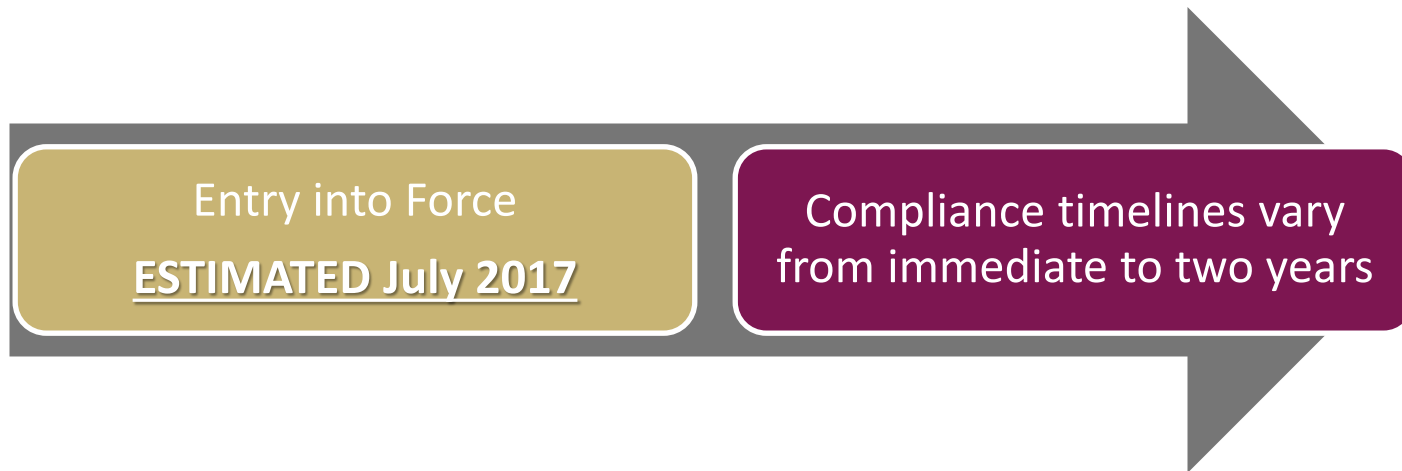 Entry into Force
ESTIMATED July 2017
Compliance timelines vary
from immediate to two years